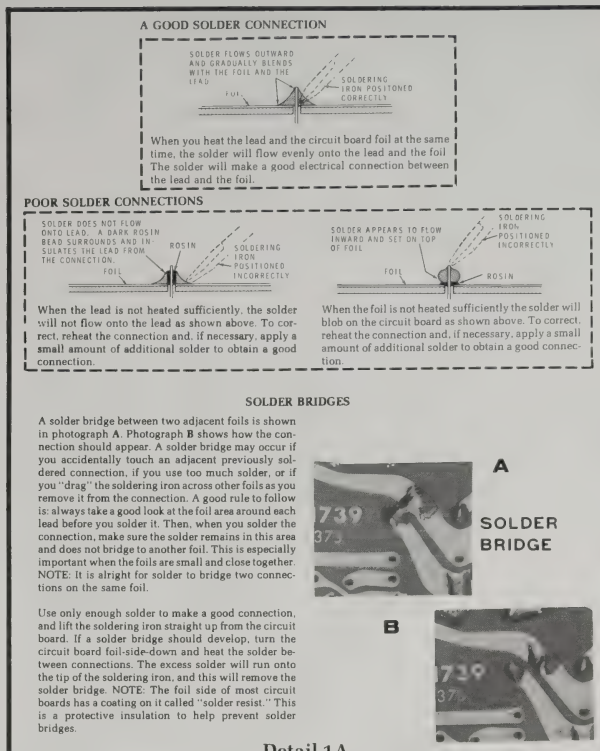 A GOOD SOLDER CONNECTION
SOLDER FLOWS OUTWARD
AND GRADUALLY BLENDS
WITH THE FOIL AND THE
LEAD
FOIL
SOLDERING
IRON POSITONED
CORRECTLY
When you heat the lead and the circuit board foil at the same
time, the solder will flow evenly onto the lead and the foil
The solder will make a good electrical connection between
the lead and the foil.
POOR SOLDER CONNECTIONS
SOLDER DOES NOT FLOW
ONTO LEAD. A DARK ROSIN
BEAD SURROUNDS AND IN-
SULATES THE LEAD FROM
THE CONNECTION.
ROSIN
FOIL
SOLDERING
IRON
POSITIONED
INCORRECTLY
When the lead is not heated sufficiently, the solder
will not flow onto the lead as shown above. To cor-
rect, reheat the connection and, if necessary, apply a
small amount of additional solder to obtain a good
connection.
SOLDER APPEARS TO FLOW
INWARD AND SET ON TOP
OF FOIL
SOLDERING
IRON
POSITIONED
INCORRECTLY
FOIL
ROSIN
When the foil is not heated sufficiently the solder will
blob on the circuit board as shown above. To correct,
reheat the connection and, if necessary, apply a small
amount of additional solder to obtain a good connec-
tion.
SOLDER BRIDGES
A solder bridge between two adjacent foils is shown
in photograph A. Photograph B shows how the con-
nection should appear. A solder bridge may occur if
you accidentally touch an adjacent previously sol-
dered connection, if you use too much solder, or if
you "drag" the soldering iron across other foils as you
remove it from the connection. A good rule to follow
is: always take a good look at the foil area around each
lead before you solder it. Then, when you solder the
connection, make sure the solder remains in this area
and does not bridge to another foil. This is especially
important when the foils are small and close together.
NOTE: It is alright for solder to bridge two connec-
tions on the same foil.
Use only enough solder to make a good connection,
and lift the soldering iron straight up from the circuit
board. If a solder bridge should develop, turn the
circuit board foil-side-down and heat the solder be-
tween connections. The excess solder will run onto
the tip of the soldering iron, and this will remove the
solder bridge. NOTE: The foil side of most circuit
boards has a coating on it called "solder resist." This
is a protective insulation to help prevent solder
bridges.
A
1739
373
SOLDER
BRIDGE
B
1739
373
Detail 1A